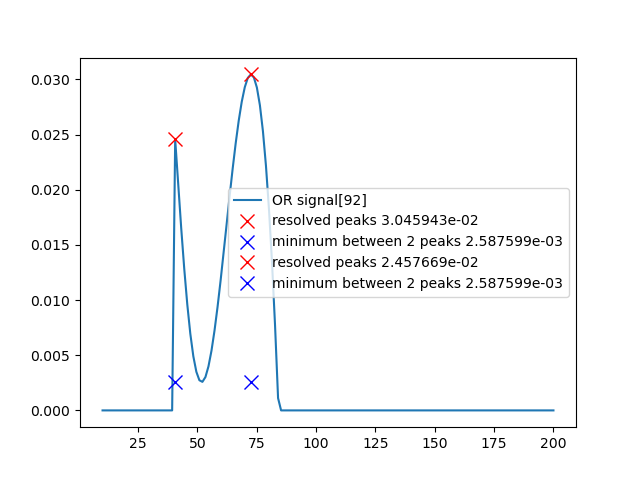 0.030
0.025
0.020
0.015
0.010
0.005
0.000
OR signal[92]
resolved peaks 3.045943e-02
minimum between 2 peaks 2.587599e-03
resolved peaks 2.457669e-02
minimum between 2 peaks 2.587599e-03
25 50 75 100 125 150 175 200